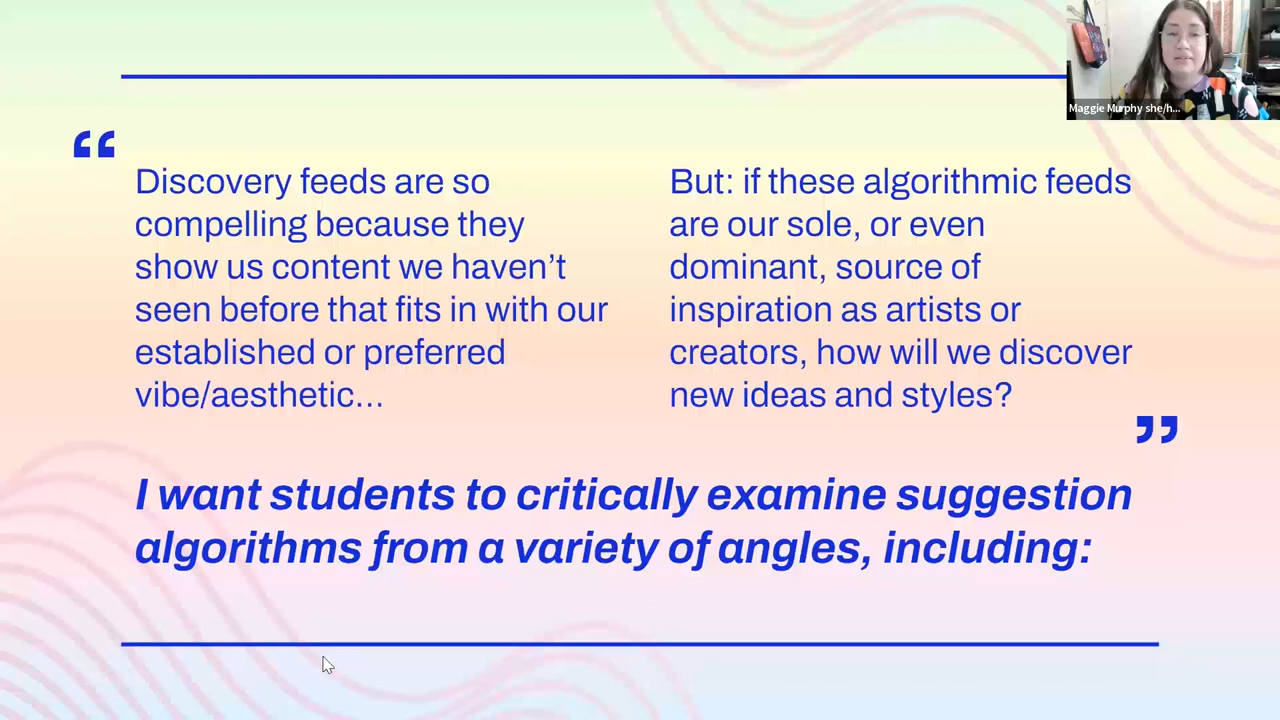 Maggie Murphy she/h...
“
Discovery feeds are so
compelling because they
show us content we haven’t
seen before that fits in with our
established or preferred
vibe/aesthetic...
But: if these algorithmic feeds
are our sole, or even
dominant, source of
inspiration as artists or
creators, how will we discover
new ideas and styles?
”
I want students to critically examine suggestion
algorithms from a variety of angles, including: